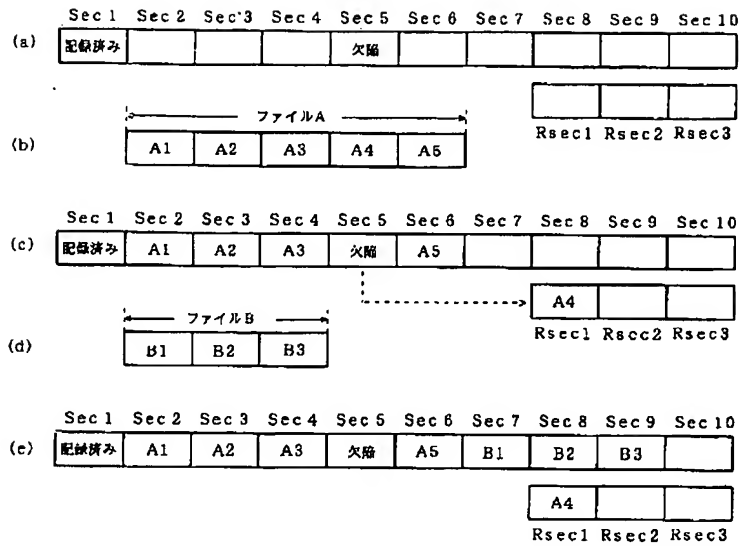 Sec 1 Sec 2 Sec 3 Sec 4 Sec 5 Sec 6 Sec 7 Sec 8 Sec 9 Sec 10
(a) 記録済み 欠陥
Rsec1 Rsec2 Rsec3
ファイルA
(b) A1 A2 A3 A4 A5
Sec 1 Sec 2 Sec 3 Sec 4 Sec 5 Sec 6 Sec 7 Sec 8 Sec 9 Sec 10
(c) 記録済み A1 A2 A3 欠陥 A5
A4
Rsec1 Rsec2 Rsec3
ファイルB
(d) B1 B2 B3
Sec 1 Sec 2 Sec 3 Sec 4 Sec 5 Sec 6 Sec 7 Sec 8 Sec 9 Sec 10
(e) 記録済み A1 A2 A3 欠陥 A5 B1 B2 B3
A4
Rsec1 Rsec2 Rsec3